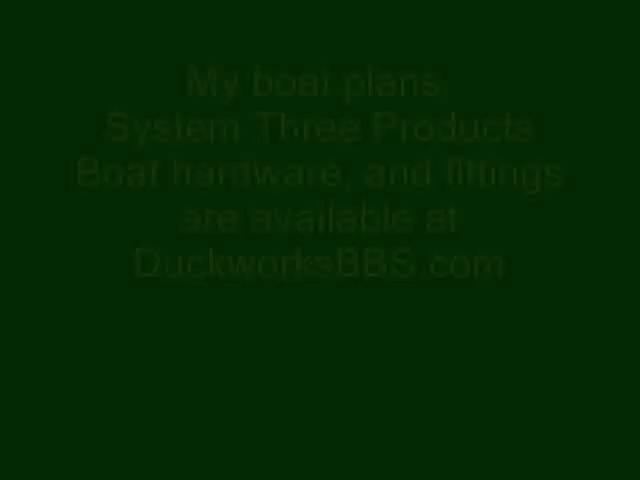 My boat plans
System Three Products
Boat hardware, and fittings
are available at
DuckworksBBS.com